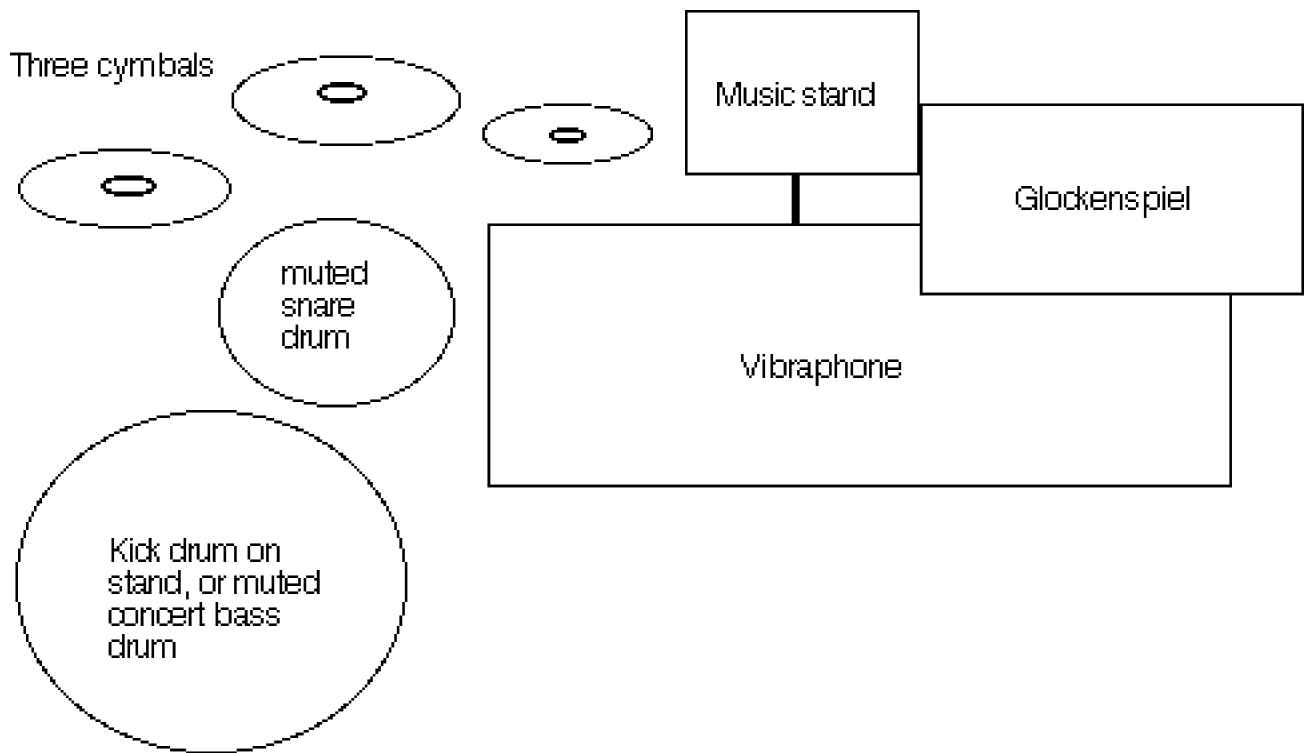 Three cymbals
Music stand
Glockenspiel
muted
snare
drum
Vibraphone
Kick drum on
stand, or muted
concert bass
drum